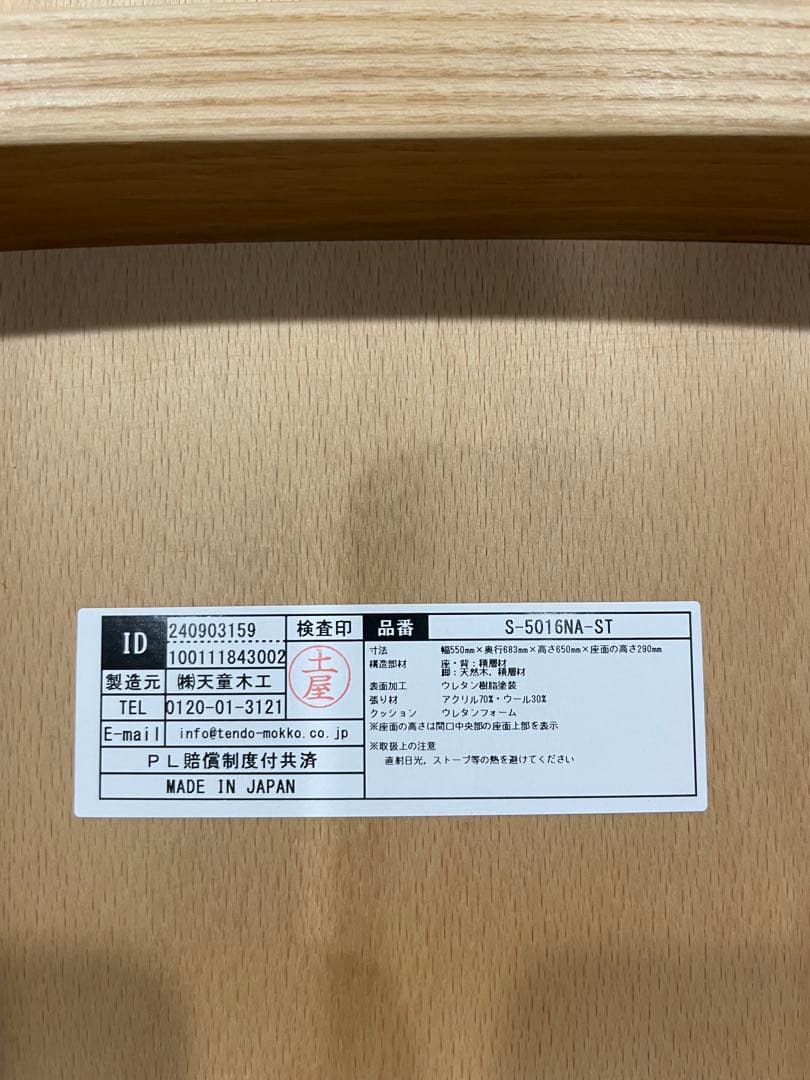 ID
240903159
100111843002
検査印
土屋
製造元
㈱天童木工
TEL
0120-01-3121
E-mail
info@tendo-mokko.co.jp
ＰＬ賠償制度付共済
MADE IN JAPAN
品番
S-5016NA-ST
寸法 幅550mm×奥行683mm×高さ650mm×座面の高さ290mm
構造部材 座・背：積層材
脚：天然木，積層材
表面加工 ウレタン樹脂塗装
張り材 アクリル70%・ウール30%
クッション ウレタンフォーム
※座面の高さは間口中央部の座面上部を表示
※取扱上の注意
直射日光，ストーブ等の熱を避けてください